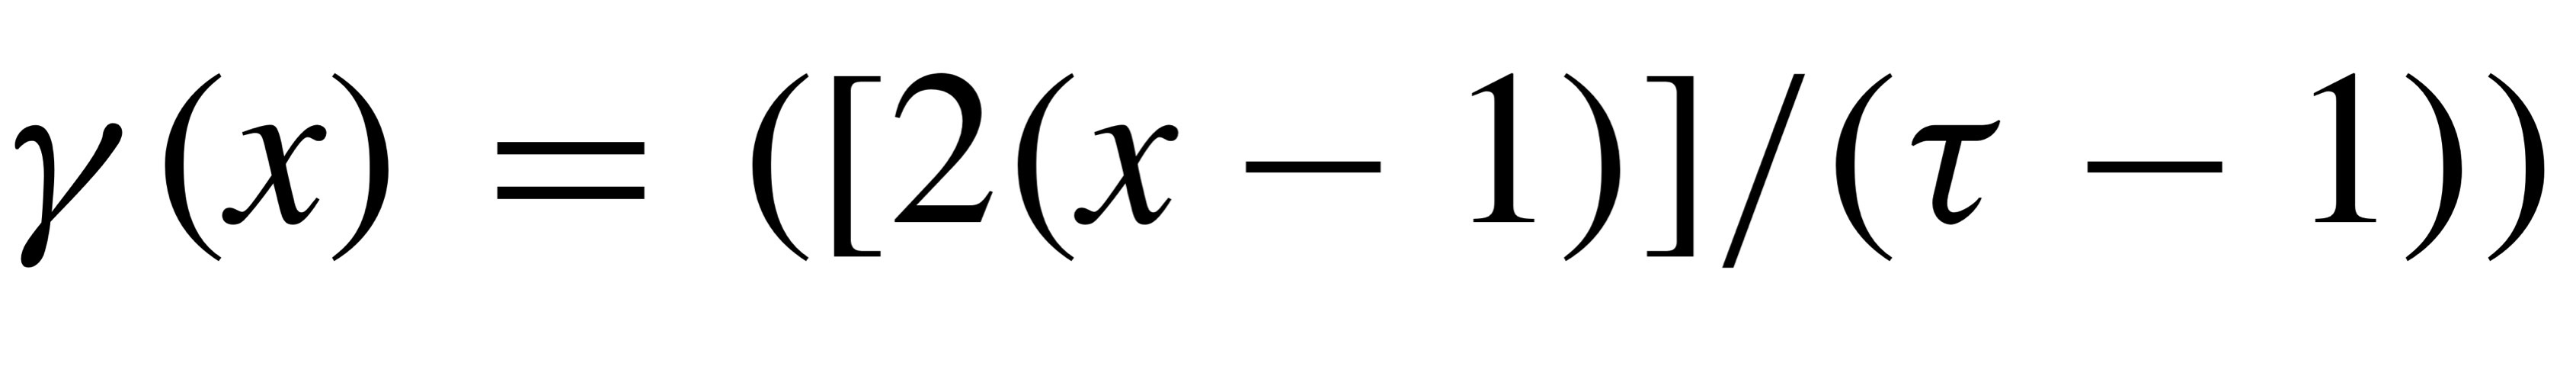 γ(x) = ([2(x − 1)]/(τ − 1))